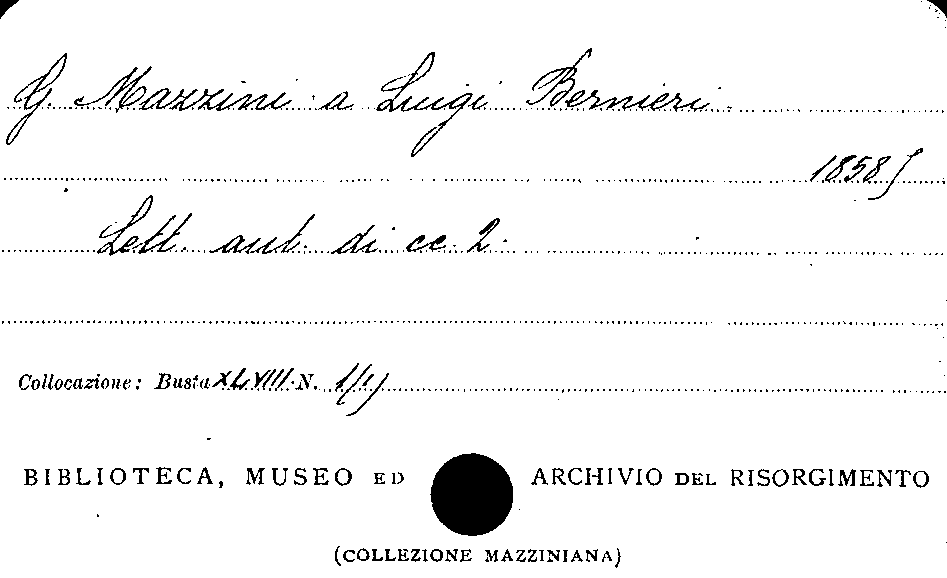 G. Mazzini a Luigi Bernieri.
1858]
Lett. aut. di cc. 2.
Collocazione: Busta XLVIII N. 1/1)
BIBLIOTECA, MUSEO ED ARCHIVIO DEL RISORGIMENTO
(COLLEZIONE MAZZINIANA)